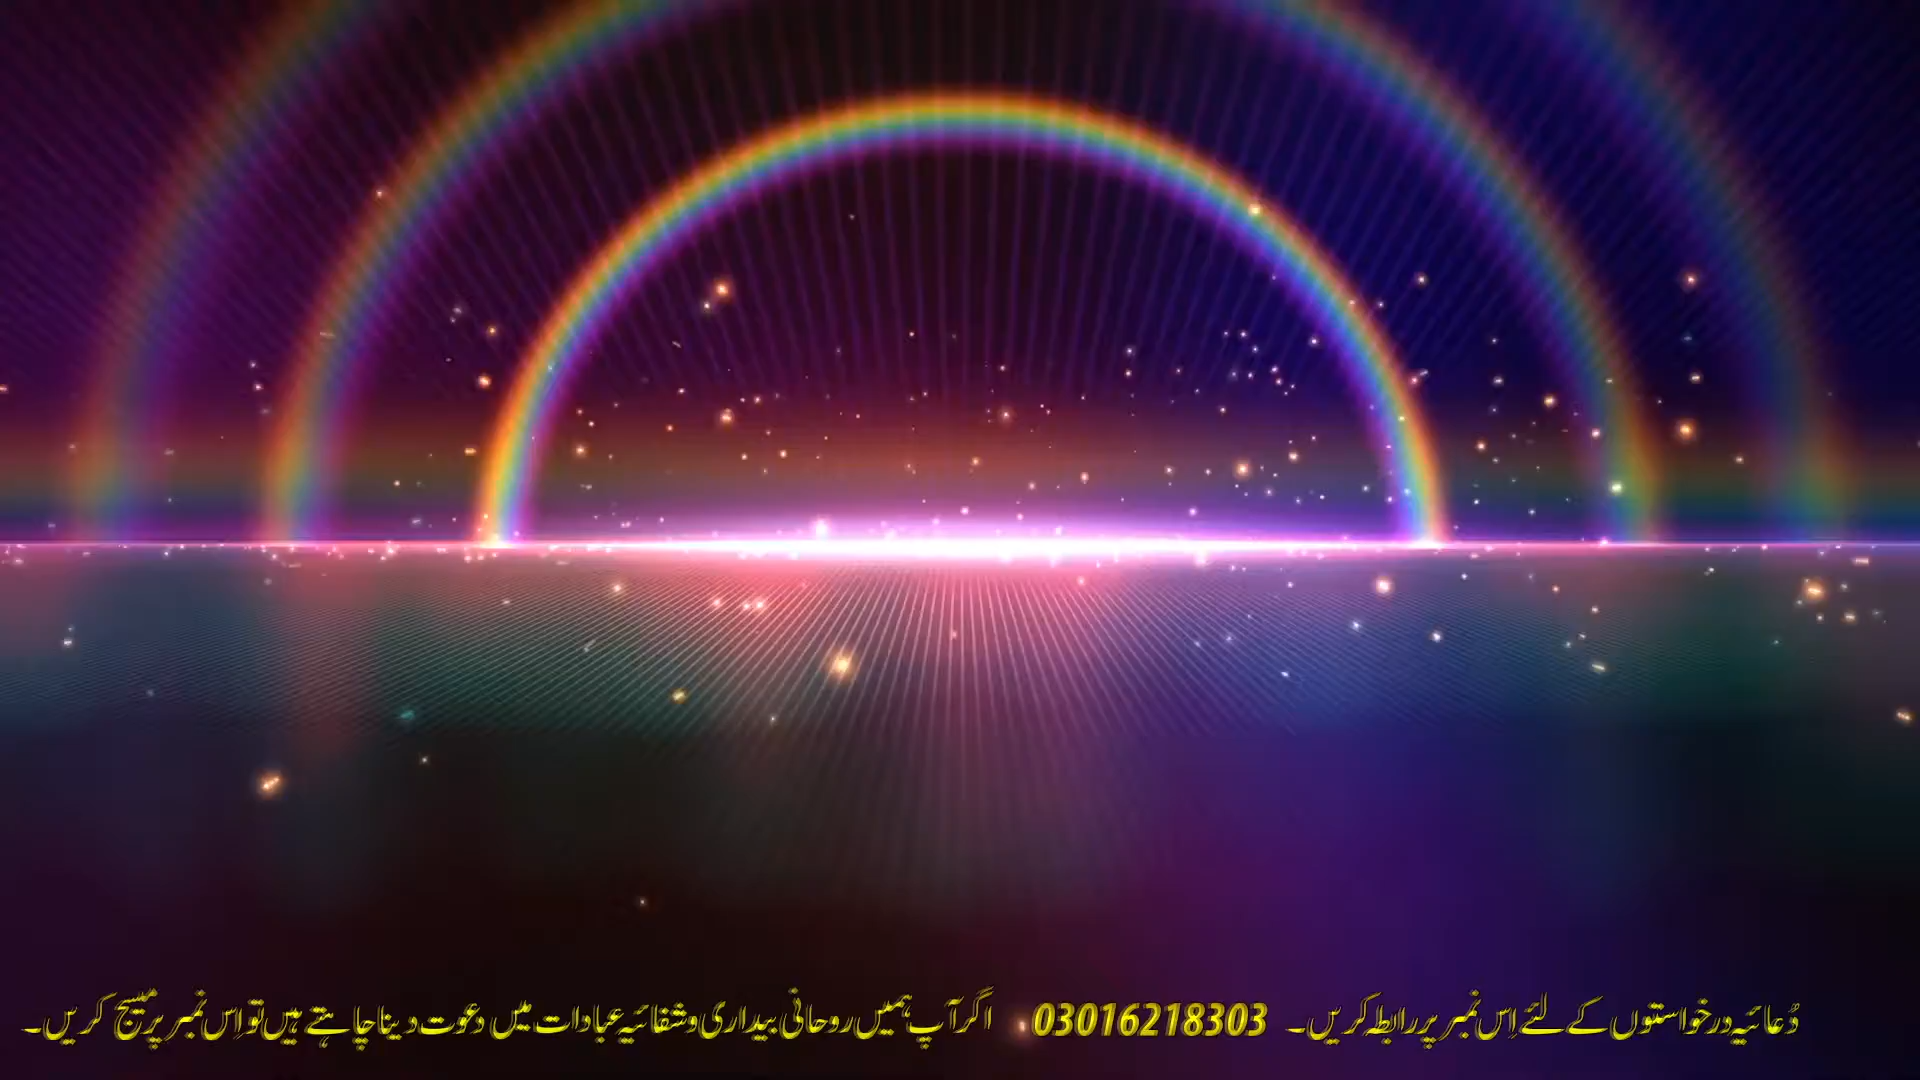 دُعائیہ درخواستوں کے لئے اِس نمبر پر رابطہ کریں۔ 03016218303 اگر آپ ہمیں روحانی بیداری و شفائیہ عبادات میں دعوت دینا چاہتے ہیں تو اِس نمبر پر میسج کریں۔